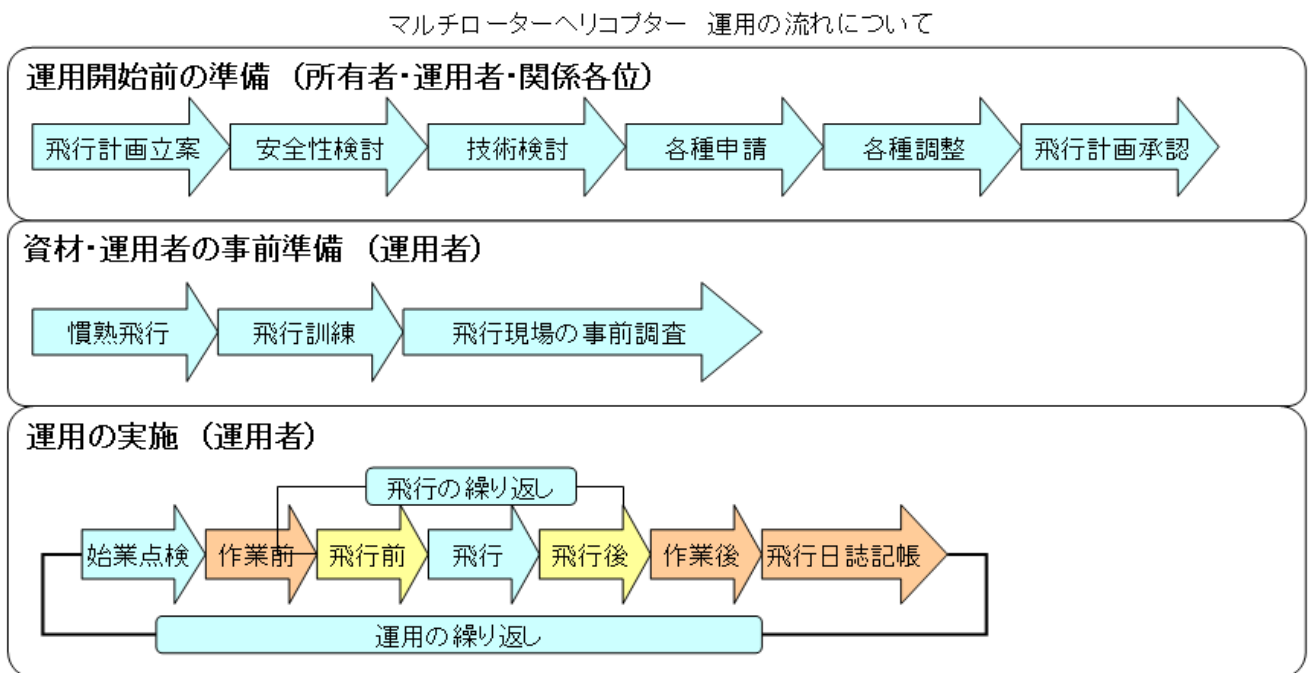 マルチローターヘリコプター 運用の流れについて
運用開始前の準備 （所有者・運用者・関係各位）
飛行計画立案
安全性検討
技術検討
各種申請
各種調整
飛行計画承認
資材・運用者の事前準備 （運用者）
慣熟飛行
飛行訓練
飛行現場の事前調査
運用の実施 （運用者）
飛行の繰り返し
始業点検
作業前
飛行前
飛行
飛行後
作業後
飛行日誌記帳
運用の繰り返し